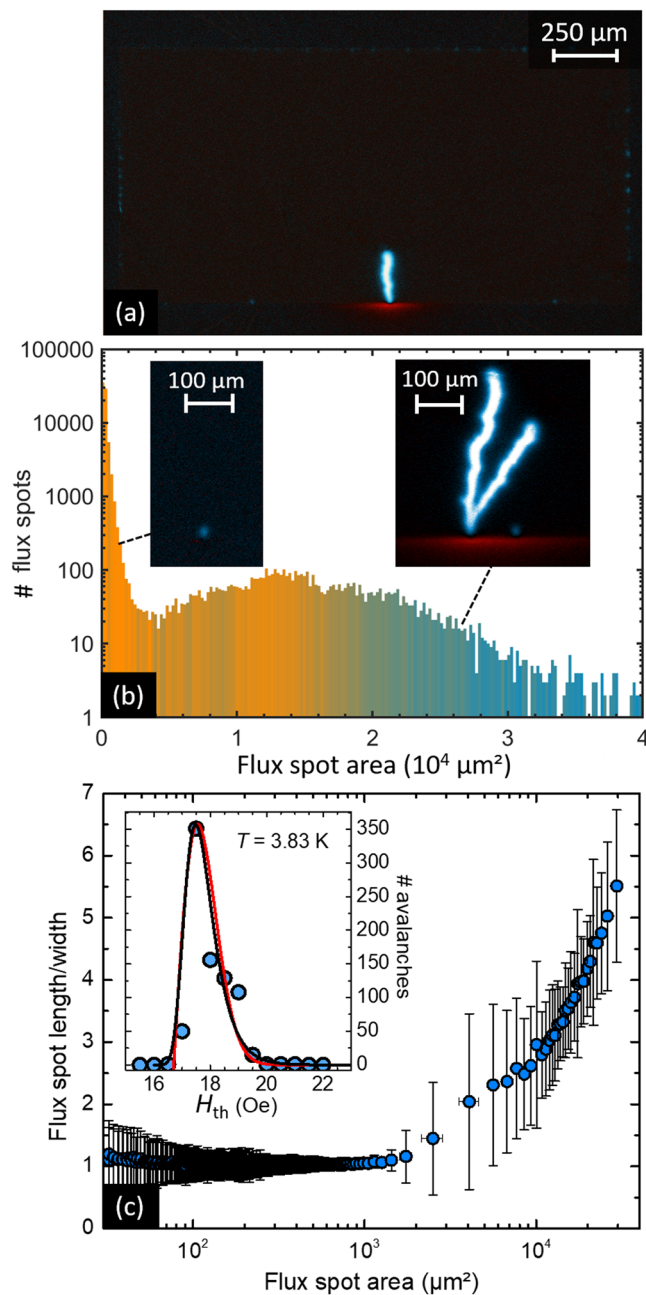 250 µm
(a)
100000
10000
1000
100
10
1
# flux spots
100 µm
100 µm
(b)
0
1
2
3
4
Flux spot area (10⁴ µm²)
7
6
5
4
3
2
1
0
Flux spot length/width
T = 3.83 K
350
300
250
200
150
100
50
0
# avalanches
16
18
20
22
H_th (Oe)
(c)
10²
10³
10⁴
Flux spot area (µm²)